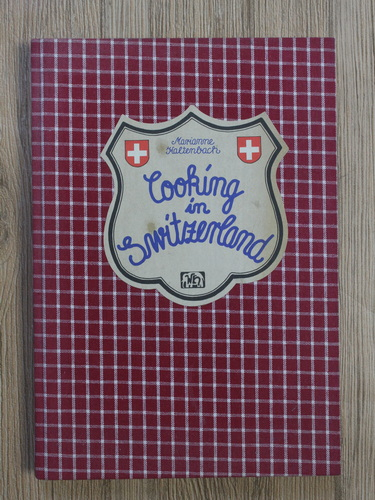 Marianne
Kaltenbach
Cooking
in
Switzerland